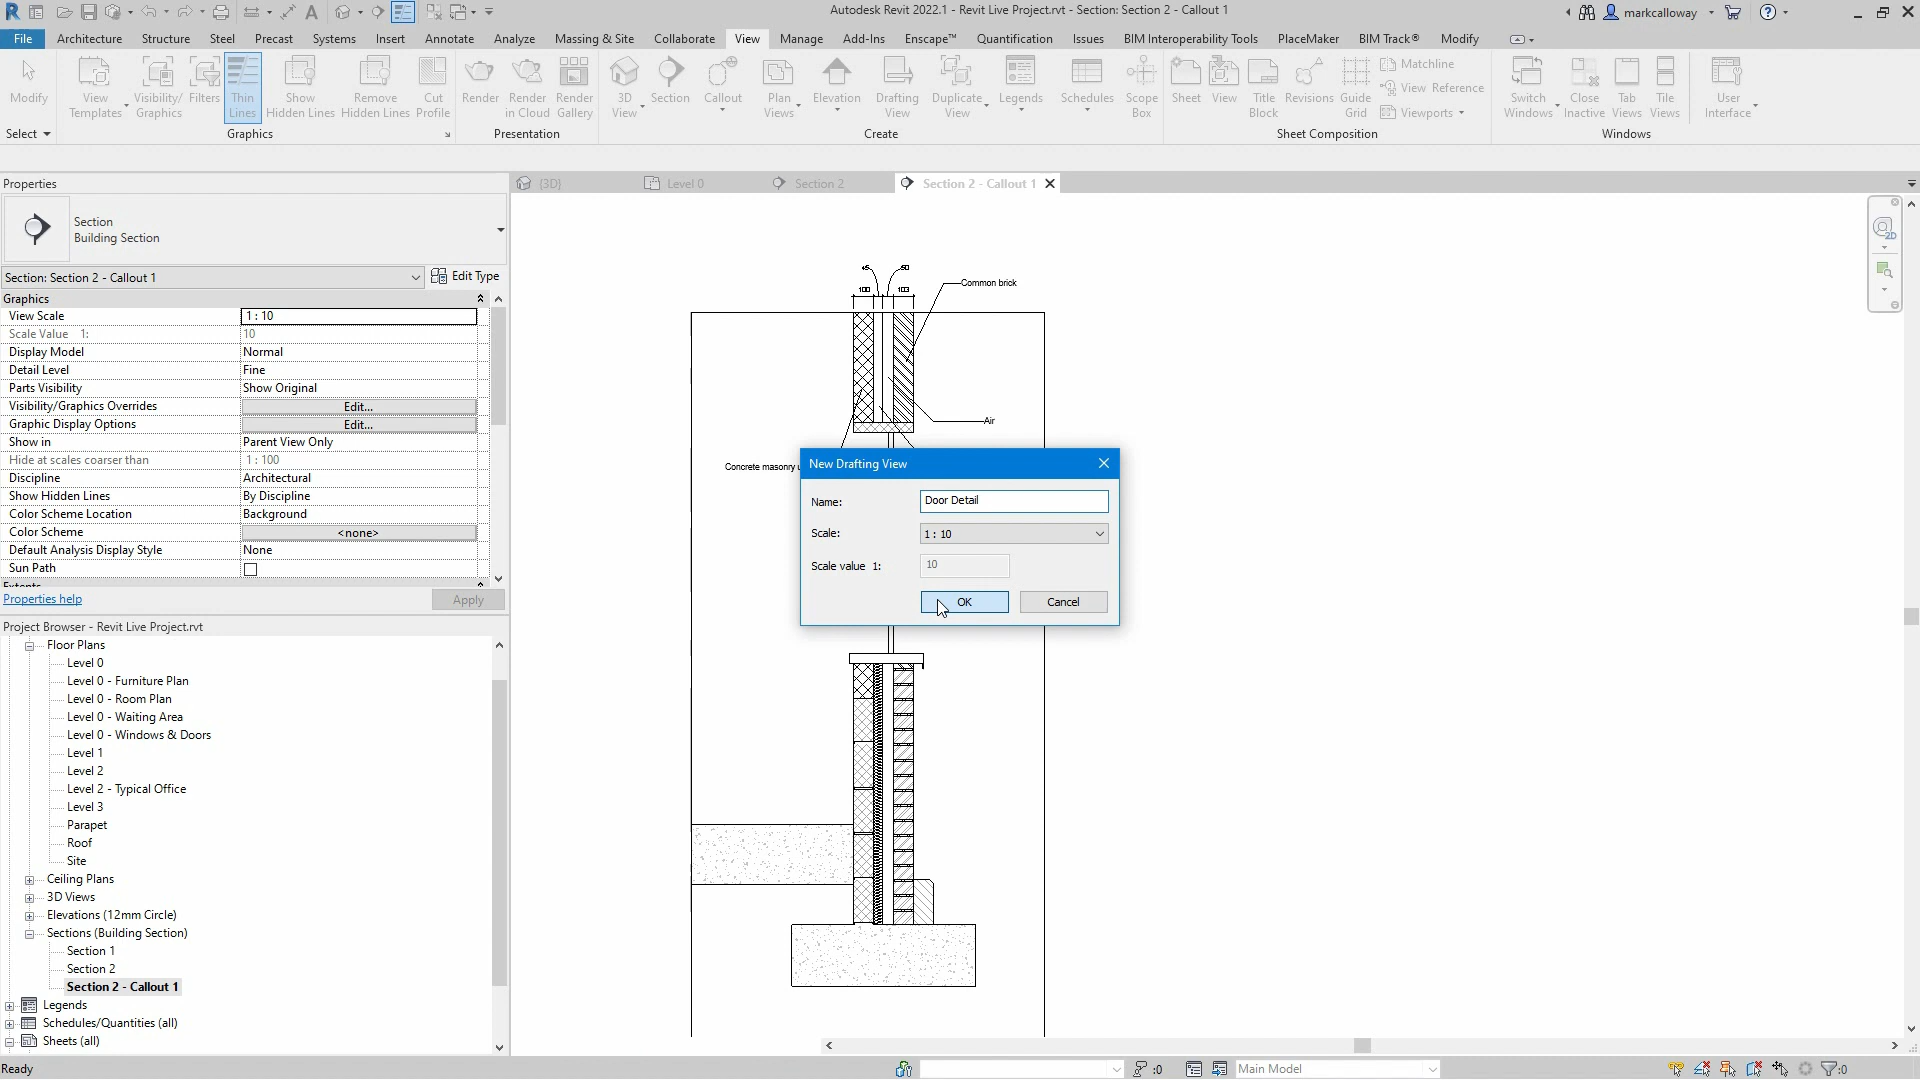 Autodesk Revit 2022.1 - Revit Live Project.rvt - Section: Section 2 - Callout 1
markcalloway
File Architecture Structure Steel Precast Systems Insert Annotate Analyze Massing & Site Collaborate View Manage Add-Ins Enscape™ Quantification Issues BIM Interoperability Tools PlaceMaker BIM Track® Modify
Modify
View Templates
Visibility/ Graphics
Filters
Thin Lines
Show Hidden Lines
Remove Hidden Lines
Cut Profile
Render
Render in Cloud
Render Gallery
3D View
Section
Callout
Plan Views
Elevation
Drafting View
Duplicate View
Legends
Schedules
Scope Box
Sheet
View
Title Block
Revisions
Guide Grid
Matchline
View Reference
Viewports
Switch Windows
Close Inactive
Tab Views
Tile Views
User Interface
Select
Graphics
Presentation
Create
Sheet Composition
Windows
Properties
{3D}
Level 0
Section 2
Section 2 - Callout 1
Section
Building Section
Section: Section 2 - Callout 1
Edit Type
Graphics
View Scale 1 : 10
Scale Value 1: 10
Display Model Normal
Detail Level Fine
Parts Visibility Show Original
Visibility/Graphics Overrides Edit...
Graphic Display Options Edit...
Show in Parent View Only
Hide at scales coarser than 1 : 100
Discipline Architectural
Show Hidden Lines By Discipline
Color Scheme Location Background
Color Scheme <none>
Default Analysis Display Style None
Sun Path
Extents
Properties help
Apply
Project Browser - Revit Live Project.rvt
Floor Plans
Level 0
Level 0 - Furniture Plan
Level 0 - Room Plan
Level 0 - Waiting Area
Level 0 - Windows & Doors
Level 1
Level 2
Level 2 - Typical Office
Level 3
Parapet
Roof
Site
Ceiling Plans
3D Views
Elevations (12mm Circle)
Sections (Building Section)
Section 1
Section 2
Section 2 - Callout 1
Legends
Schedules/Quantities (all)
Sheets (all)
45 50
100 103
Common brick
Air
Concrete masonry u
New Drafting View
Name: Door Detail
Scale: 1 : 10
Scale value 1: 10
OK Cancel
2D
Ready
:0
Main Model
:0